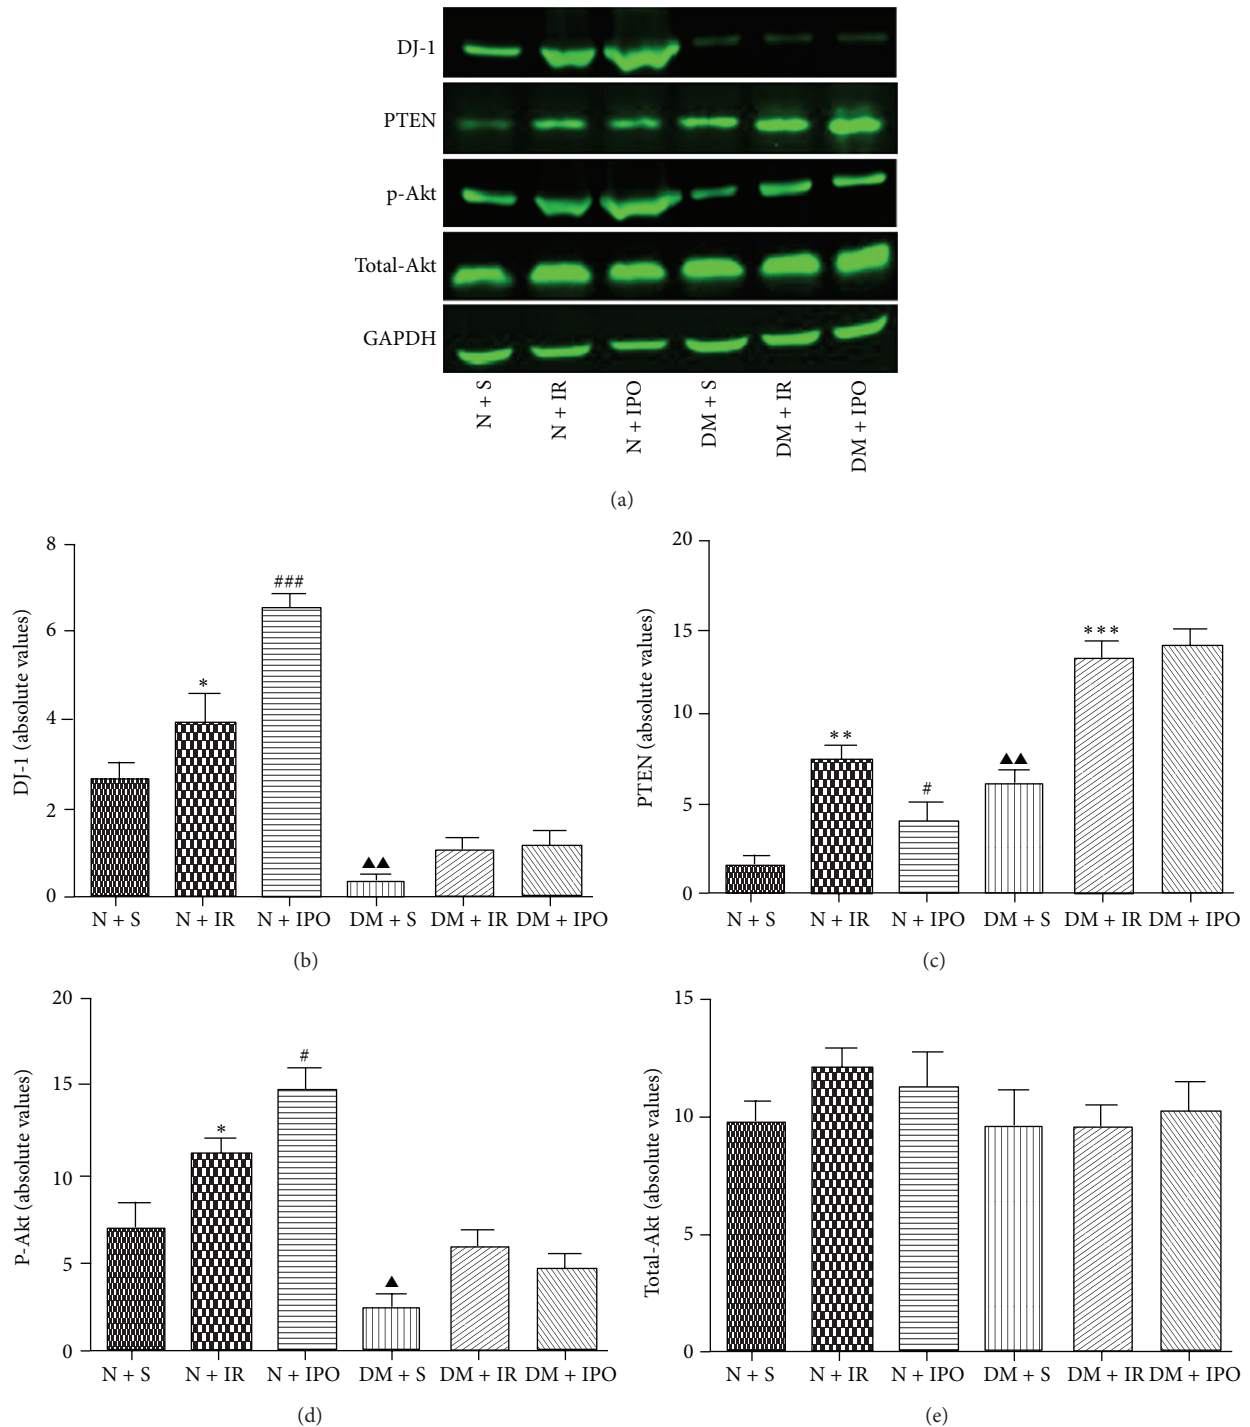 DJ-1
PTEN
p-Akt
Total-Akt
GAPDH
N + S
N + IR
N + IPO
DM + S
DM + IR
DM + IPO
(a)
DJ-1 (absolute values)
8
6
4
2
0
*
###
▲▲
N + S N + IR N + IPO DM + S DM + IR DM + IPO
(b)
PTEN (absolute values)
20
15
10
5
0
**
#
▲▲
***
N + S N + IR N + IPO DM + S DM + IR DM + IPO
(c)
P-Akt (absolute values)
20
15
10
5
0
*
#
▲
N + S N + IR N + IPO DM + S DM + IR DM + IPO
(d)
Total-Akt (absolute values)
15
10
5
0
N + S N + IR N + IPO DM + S DM + IR DM + IPO
(e)